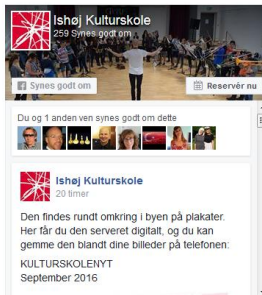 Ishøj Kulturskole
259 Synes godt om
Synes godt om
Reservér nu
Du og 1 anden ven synes godt om dette
Ishøj Kulturskole
20 timer
Den findes rundt omkring i byen på plakater.
Her får du den serveret digitalt, og du kan
gemme den blandt dine billeder på telefonen:
KULTURSKOLENYT
September 2016